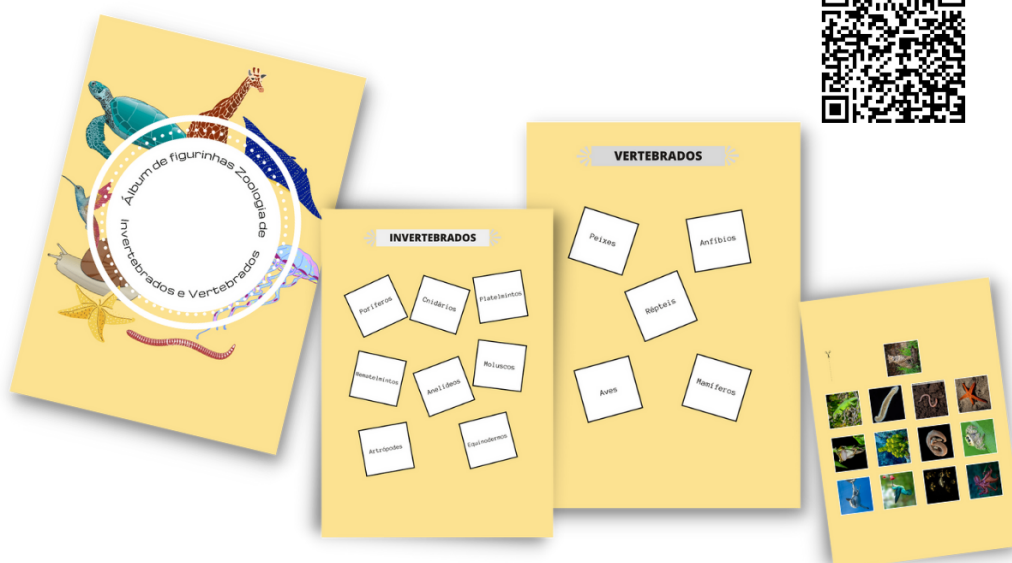 Álbum de figurinhas Zoologia de
Invertebrados e Vertebrados
INVERTEBRADOS
Poríferos
Cnidários
Platelmintos
Nematelmintos
Anelídeos
Moluscos
Artrópodes
Equinodermos
VERTEBRADOS
Peixes
Anfíbios
Répteis
Aves
Mamíferos